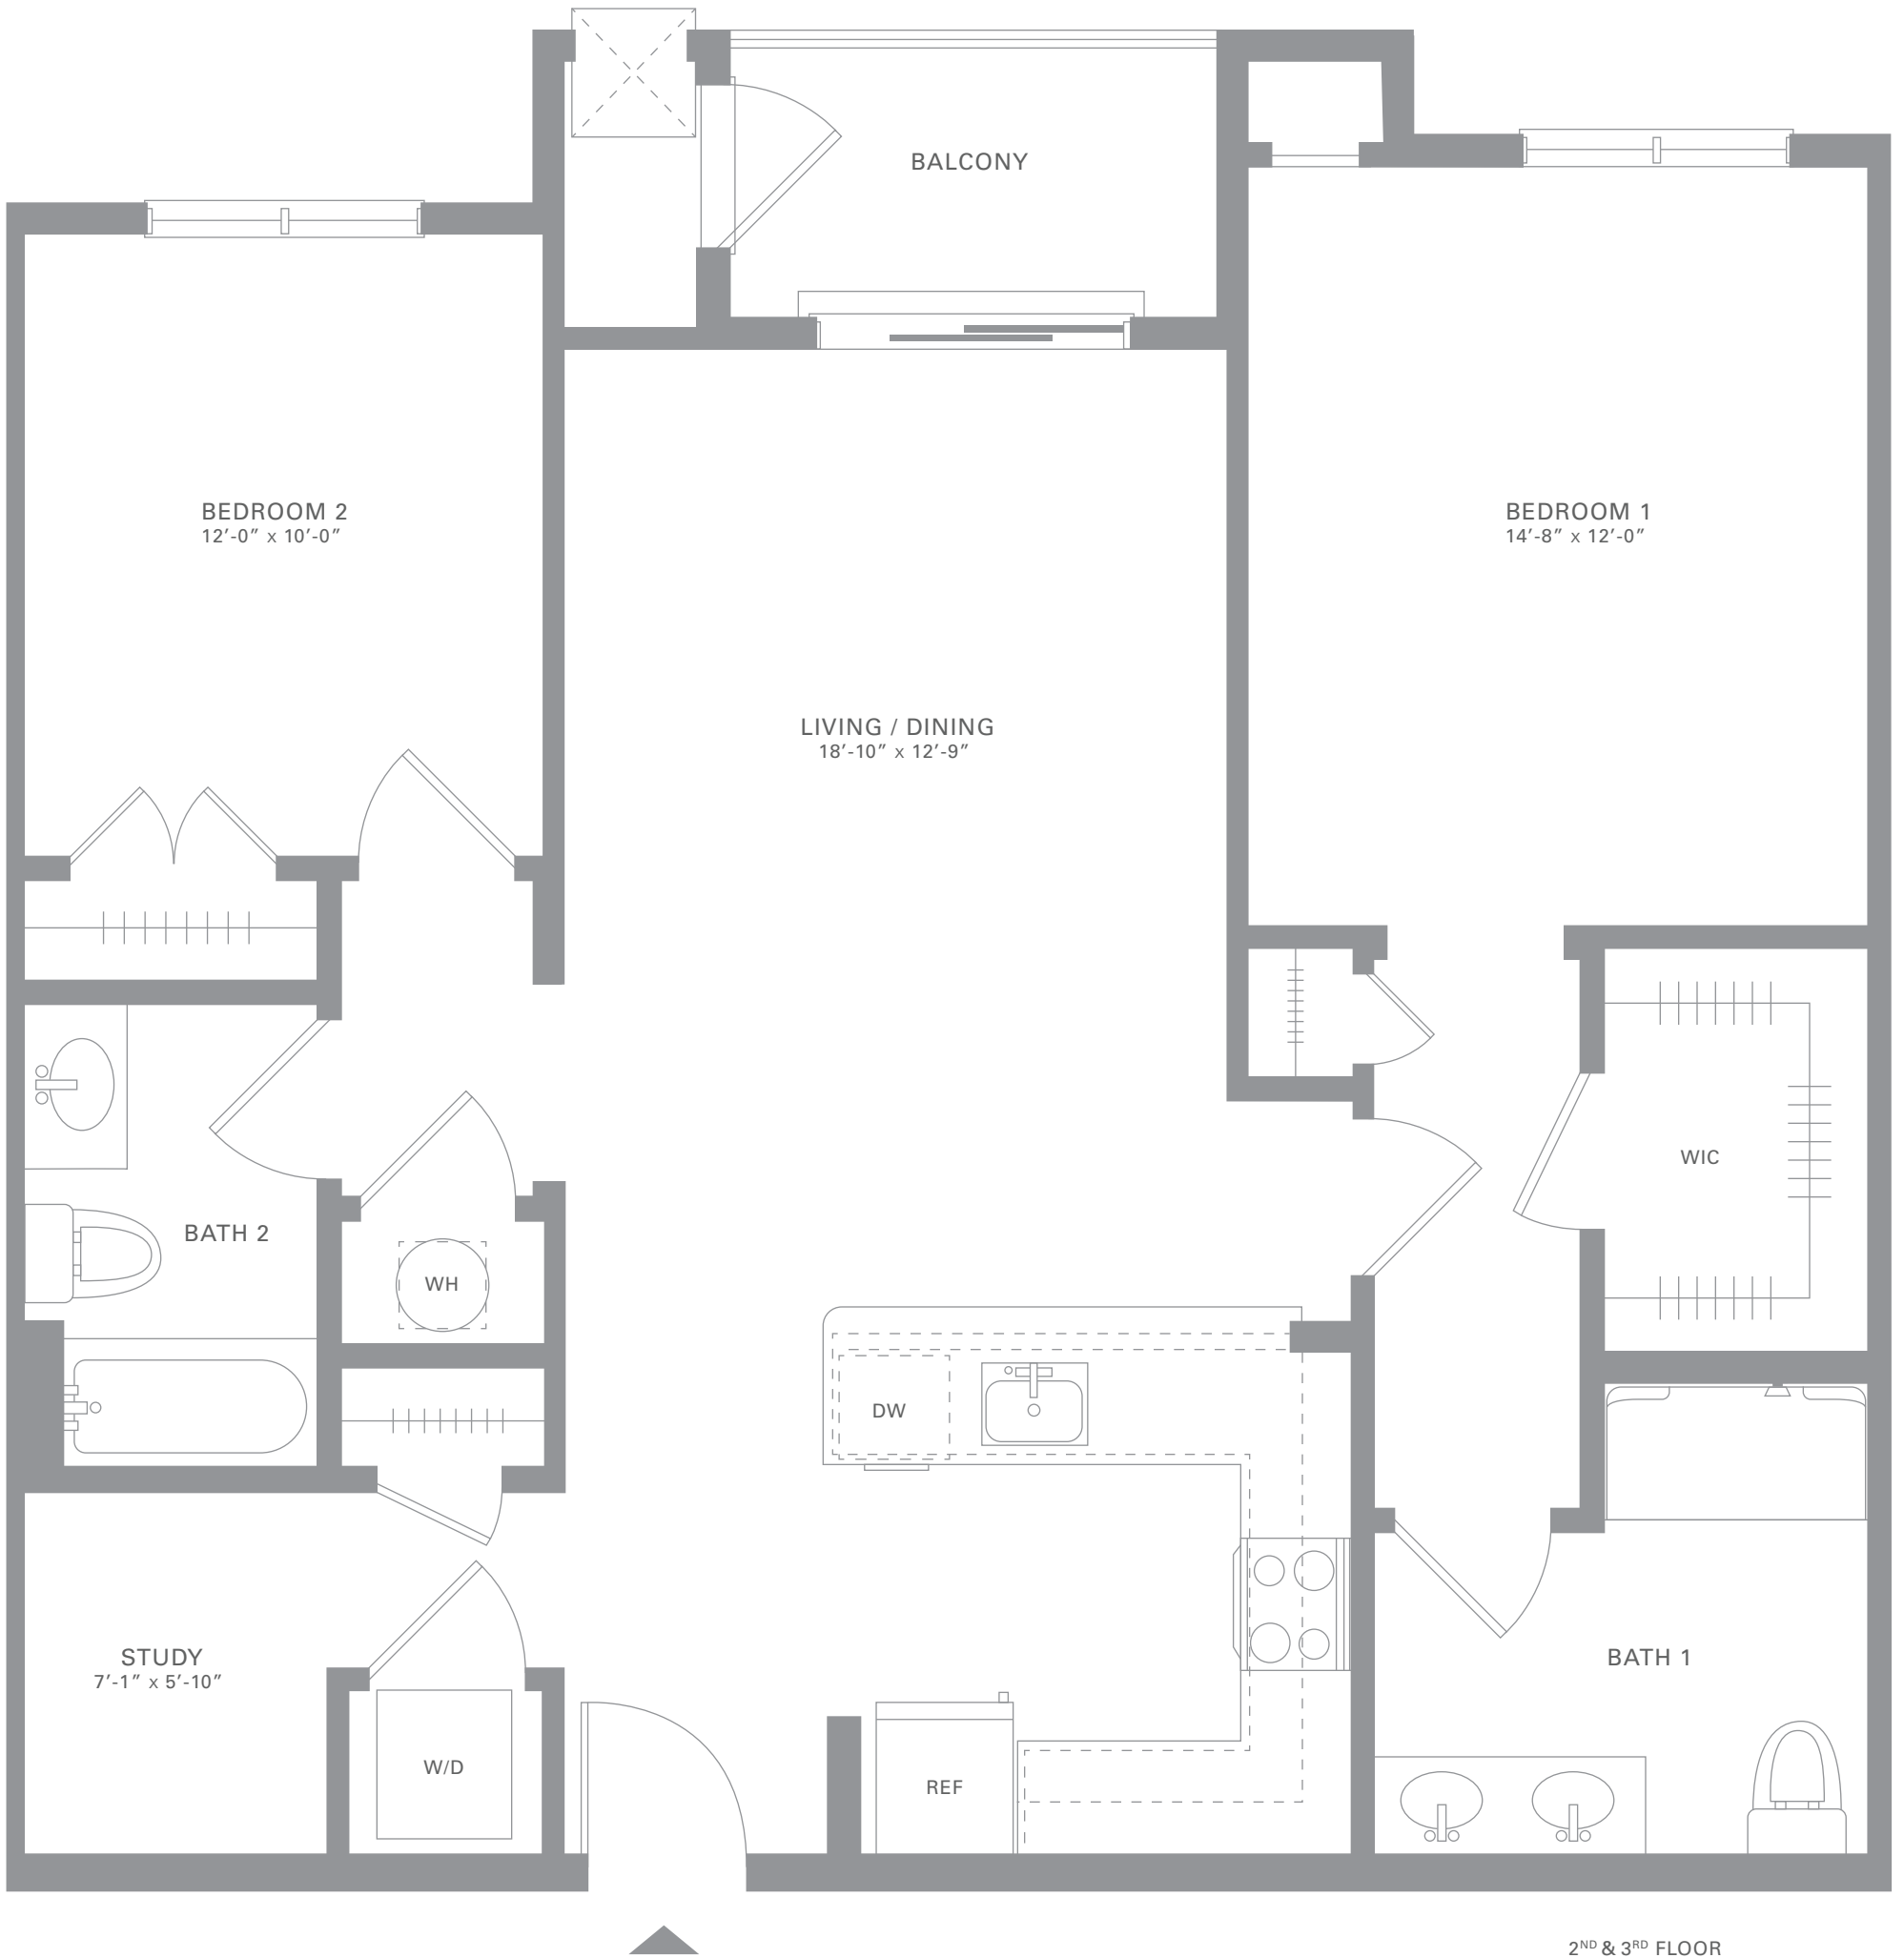 BALCONY
BEDROOM 2
12′-0″ x 10′-0″
BEDROOM 1
14′-8″ x 12′-0″
LIVING / DINING
18′-10″ x 12′-9″
WIC
BATH 2
WH
DW
STUDY
7′-1″ x 5′-10″
BATH 1
W/D
REF
2ND & 3RD FLOOR